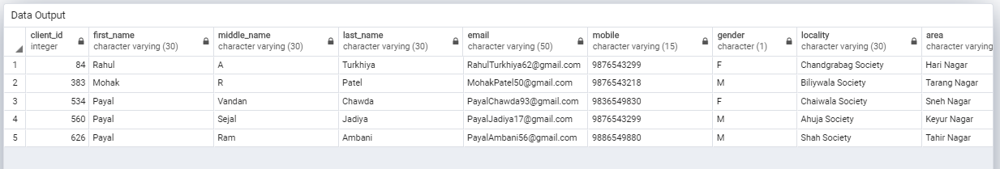 Data Output
client_id first_name middle_name last_name email mobile gender locality area
integer character varying (30) character varying (30) character varying (30) character varying (50) character varying (15) character (1) character varying (30) character varying
1 84 Rahul A Turkhiya RahulTurkhiya62@gmail.com 9876543299 F Chandgrabag Society Hari Nagar
2 383 Mohak R Patel MohakPatel50@gmail.com 9876543218 M Biliywala Society Tarang Nagar
3 534 Payal Vandan Chawda PayalChawda93@gmail.com 9836549830 F Chaiwala Society Sneh Nagar
4 560 Payal Sejal Jadiya PayalJadiya17@gmail.com 9876543299 M Ahuja Society Keyur Nagar
5 626 Payal Ram Ambani PayalAmbani56@gmail.com 9886549880 M Shah Society Tahir Nagar